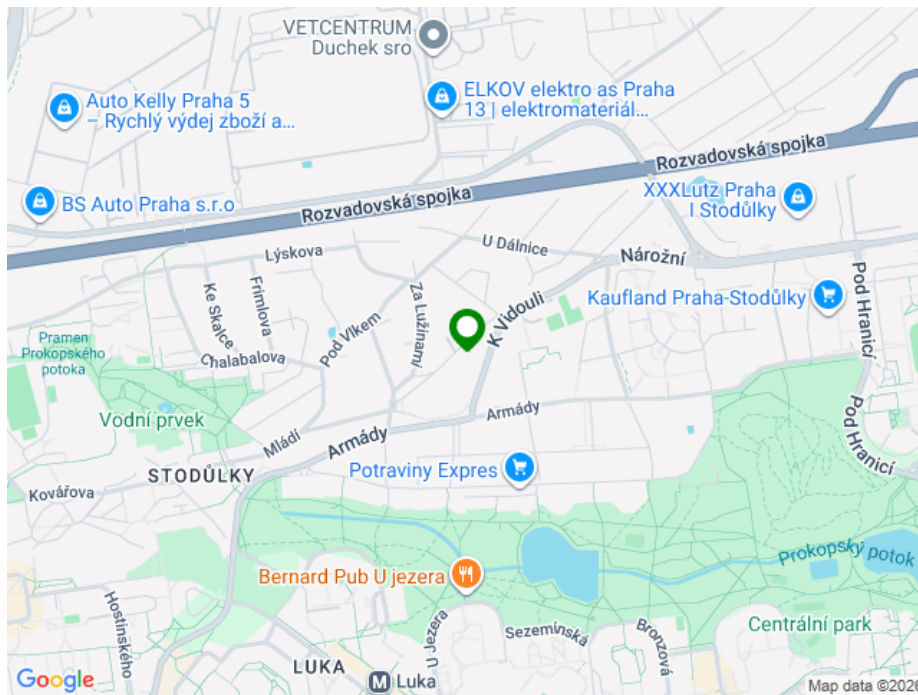 VETCENTRUM
Duchek sro
Auto Kelly Praha 5
– Rychlý výdej zboží a...
ELKOV elektro as Praha
13 | elektromateriál...
Rozvadovská spojka
XXXLutz Praha
I Stodůlky
BS Auto Praha s.r.o
Rozvadovská spojka
U Dálnice
Lýskova
Nárožní
Pod Hranicí
Ke Skalce
Frimlova
Za Lužinami
Kaufland Praha-Stodůlky
K Vidouli
Pod Vlkem
Pramen
Prokopského
potoka
Chalabalova
Vodní prvek
Mládí
Armády
Armády
Pod Hranicí
STODŮLKY
Potraviny Expres
Kovářova
Prokopský potok
Bernard Pub U jezera
Hostinského
U Jezera
Sezemínská
Bronzová
Centrální park
LUKA
M Luka
Google
Map data ©2026